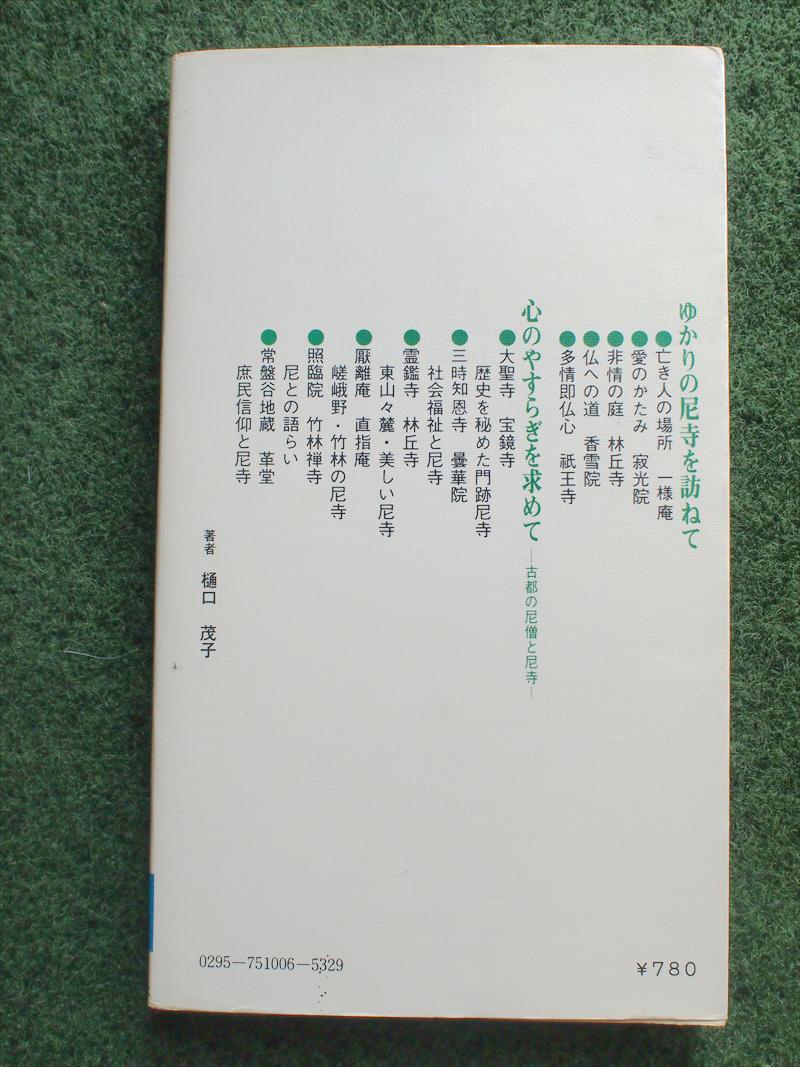 ゆかりの尼寺を訪ねて
●亡き人の場所 一様庵
●愛のかたみ 寂光院
●非情の庭 林丘寺
●仏への道 香雪院
●多情即仏心 祇王寺
心のやすらぎを求めて―古都の尼僧と尼寺―
●大聖寺 宝鏡寺
歴史を秘めた門跡尼寺
●三時知恩寺 曇華院
社会福祉と尼寺
●霊鑑寺 林丘寺
東山々麓・美しい尼寺
●厭離庵 直指庵
嵯峨野・竹林の尼寺
●照臨院 竹林禅寺
尼との語らい
●常盤谷地蔵 革堂
庶民信仰と尼寺
著者 樋口 茂子
0295―751006―5329
¥780